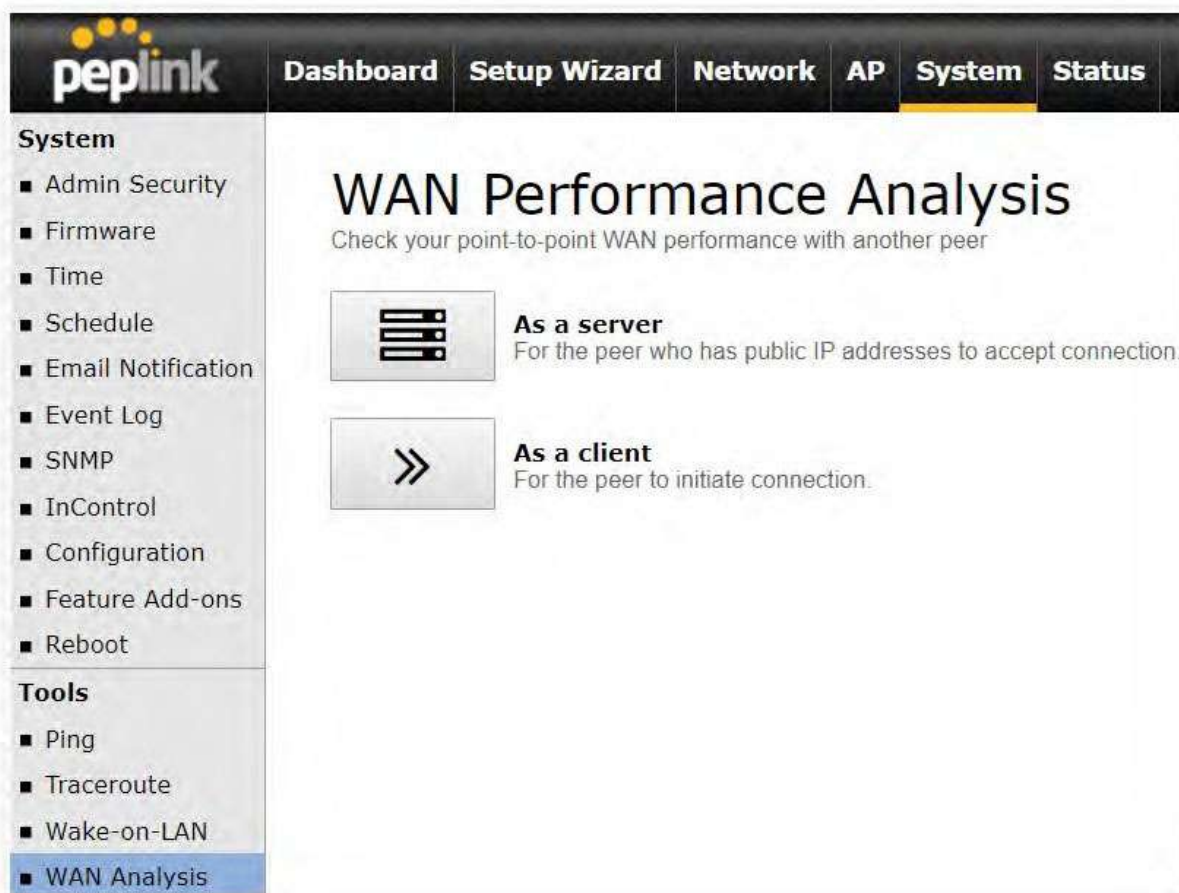 peplink
Dashboard Setup Wizard Network AP System Status
System
Admin Security
Firmware
Time
Schedule
Email Notification
Event Log
SNMP
InControl
Configuration
Feature Add-ons
Reboot
Tools
Ping
Traceroute
Wake-on-LAN
WAN Analysis
WAN Performance Analysis
Check your point-to-point WAN performance with another peer
As a server
For the peer who has public IP addresses to accept connection.
As a client
For the peer to initiate connection.